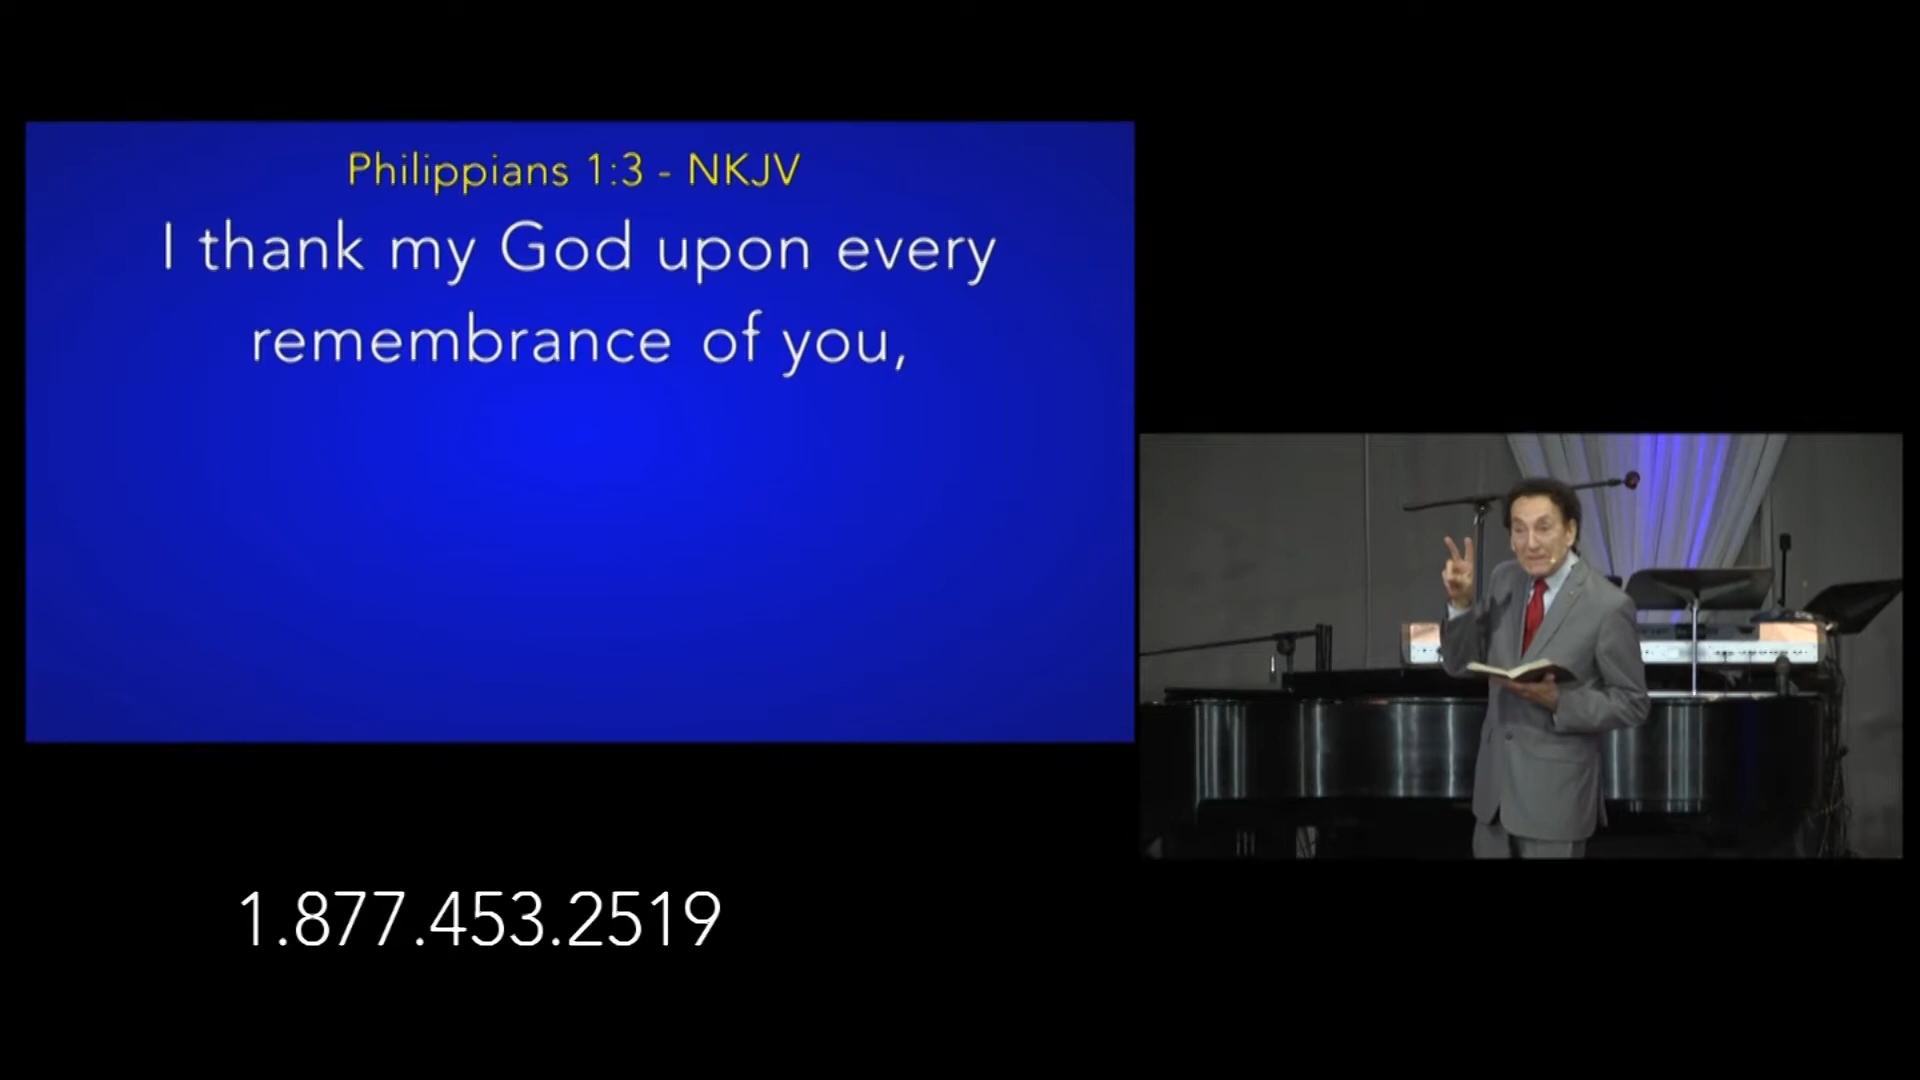 Philippians 1:3 - NKJV
I thank my God upon every
remembrance of you,
1.877.453.2519